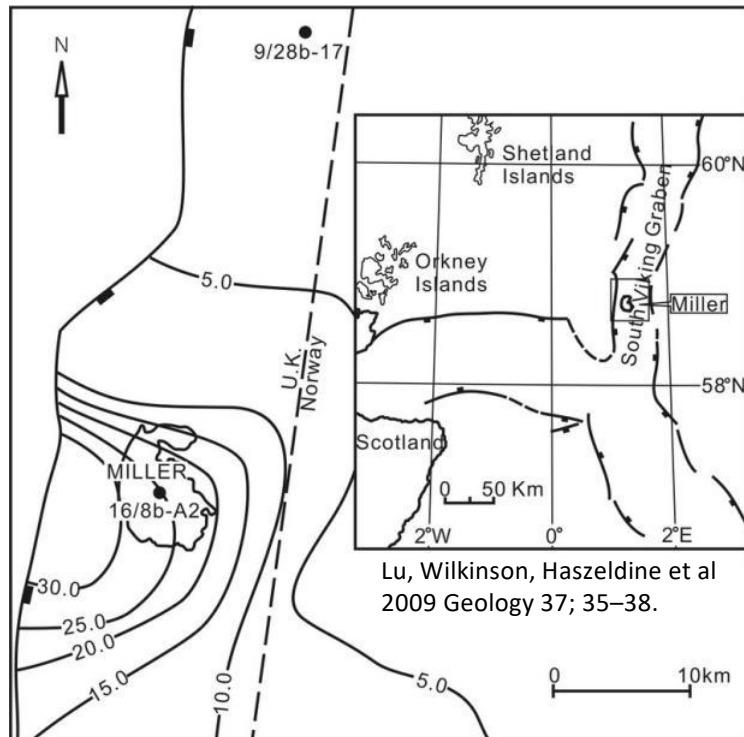 N
9/28b-17
Shetland
Islands
60°N
Orkney
Islands
South Viking Graben
Miller
5.0
U.K.
Norway
58°N
Scotland
0 50 Km
2°W
0°
2°E
MILLER
16/8b-A2
30.0
25.0
20.0
15.0
10.0
5.0
Lu, Wilkinson, Haszeldine et al
2009 Geology 37; 35–38.
0 10km